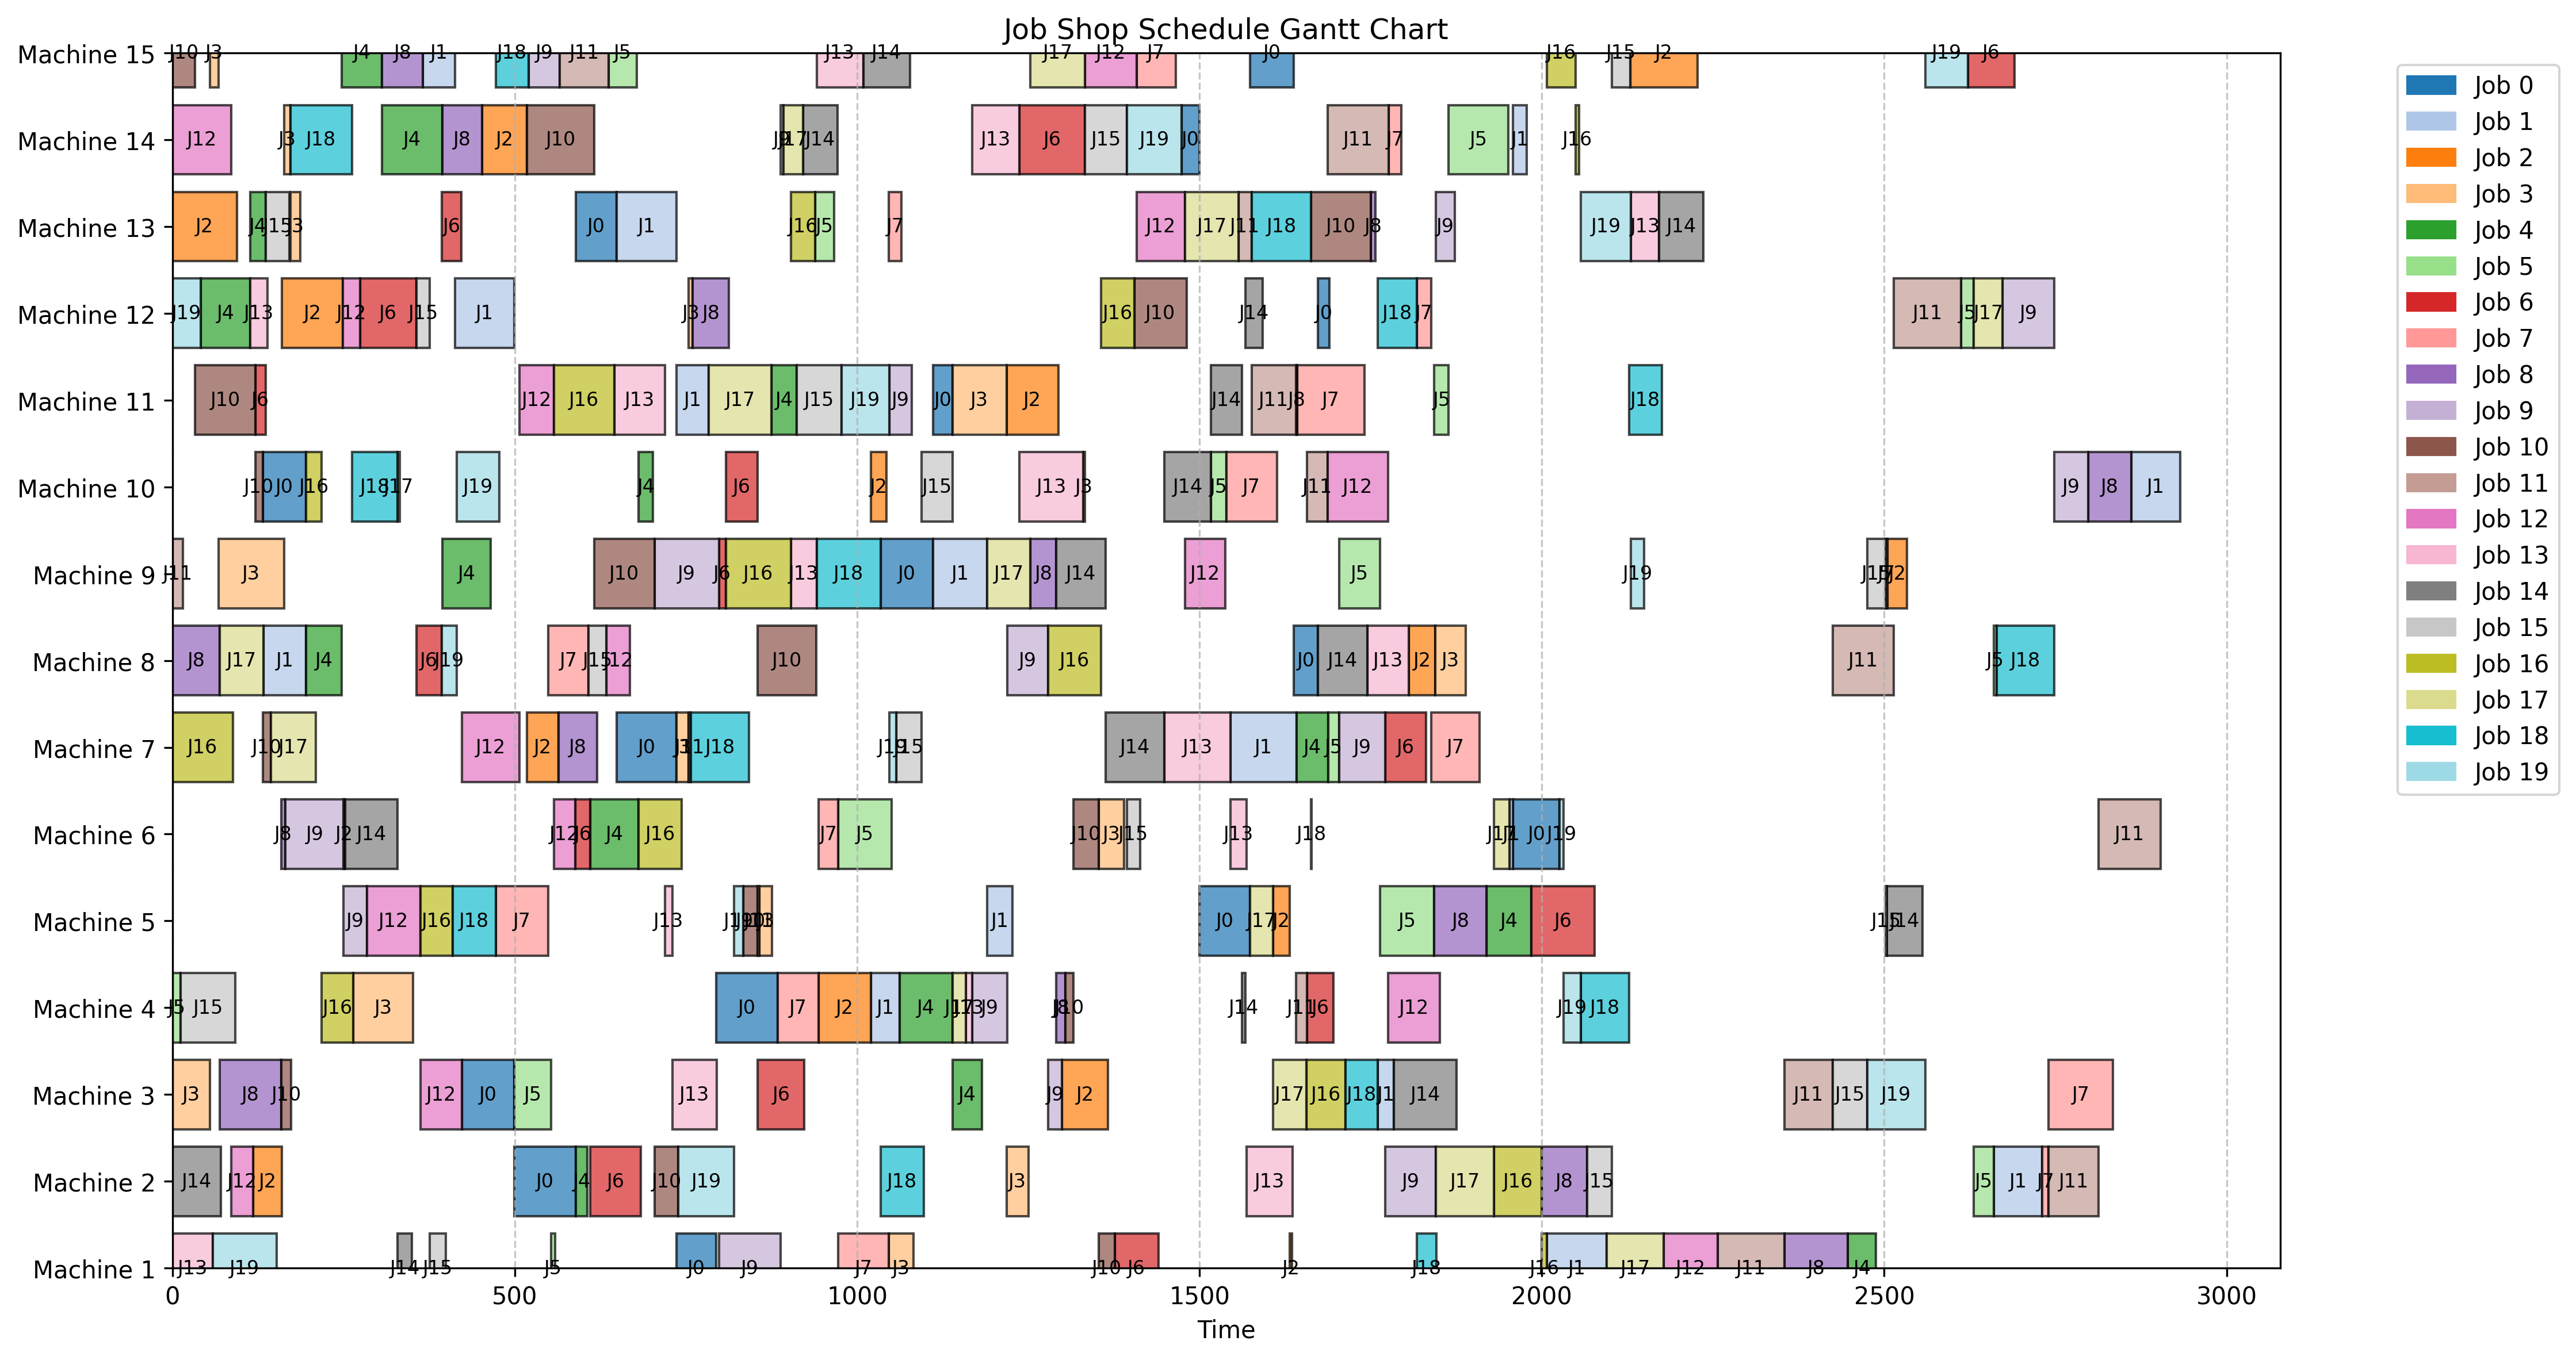 Job Shop Schedule Gantt Chart
Machine 15 J10 J3 J4 J8 J1 J18 J9 J11 J5 J13 J14 J17 J12 J7 J0 J16 J15 J2 J19 J6
Machine 14 J12 J3 J18 J4 J8 J2 J10 J17 J14 J13 J6 J15 J19 J0 J11 J7 J5 J1 J16
Machine 13 J2 J4 J15 J3 J6 J0 J1 J16 J5 J7 J12 J17 J11 J18 J10 J8 J9 J19 J13 J14
Machine 12 J19 J4 J13 J2 J12 J6 J15 J1 J3 J8 J16 J10 J14 J0 J18 J7 J11 J5 J17 J9
Machine 11 J10 J6 J12 J16 J13 J1 J17 J4 J15 J19 J9 J0 J3 J2 J14 J11 J8 J7 J5 J18
Machine 10 J10 J0 J16 J18 J17 J19 J4 J6 J2 J15 J13 J3 J14 J5 J7 J11 J12 J9 J8 J1
Machine 9 J11 J3 J4 J10 J9 J6 J16 J13 J18 J0 J1 J17 J8 J14 J12 J5 J19 J15 J2
Machine 8 J8 J17 J1 J4 J6 J19 J7 J15 J12 J10 J9 J16 J0 J14 J13 J2 J3 J11 J5 J18
Machine 7 J16 J10 J17 J12 J2 J8 J0 J3 J18 J19 J15 J14 J13 J1 J4 J5 J9 J6 J7
Machine 6 J8 J9 J2 J14 J12 J6 J4 J16 J7 J5 J10 J3 J15 J13 J18 J17 J1 J0 J19 J11
Machine 5 J9 J12 J16 J18 J7 J13 J19 J10 J3 J1 J0 J17 J2 J5 J8 J4 J6 J15 J14
Machine 4 J5 J15 J16 J3 J0 J7 J2 J1 J4 J17 J13 J9 J8 J10 J14 J11 J6 J12 J19 J18
Machine 3 J3 J8 J10 J12 J0 J5 J13 J6 J4 J9 J2 J17 J16 J18 J1 J14 J11 J15 J19 J7
Machine 2 J14 J12 J2 J0 J4 J6 J10 J19 J18 J3 J13 J9 J17 J16 J8 J15 J5 J1 J7 J11
Machine 1 J13 J19 J14 J15 J5 J0 J9 J7 J3 J10 J6 J2 J18 J16 J1 J17 J12 J11 J8 J4
0 500 1000 1500 2000 2500 3000
Time
Job 0
Job 1
Job 2
Job 3
Job 4
Job 5
Job 6
Job 7
Job 8
Job 9
Job 10
Job 11
Job 12
Job 13
Job 14
Job 15
Job 16
Job 17
Job 18
Job 19